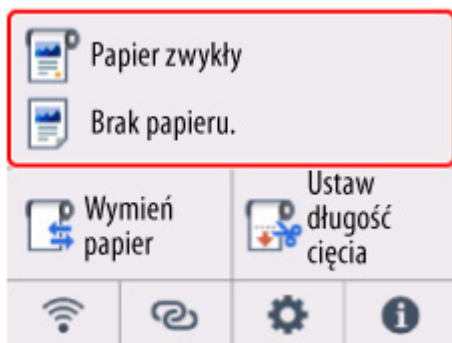 Papier zwykły
Brak papieru.
Wymień
papier
Ustaw
długość
cięcia